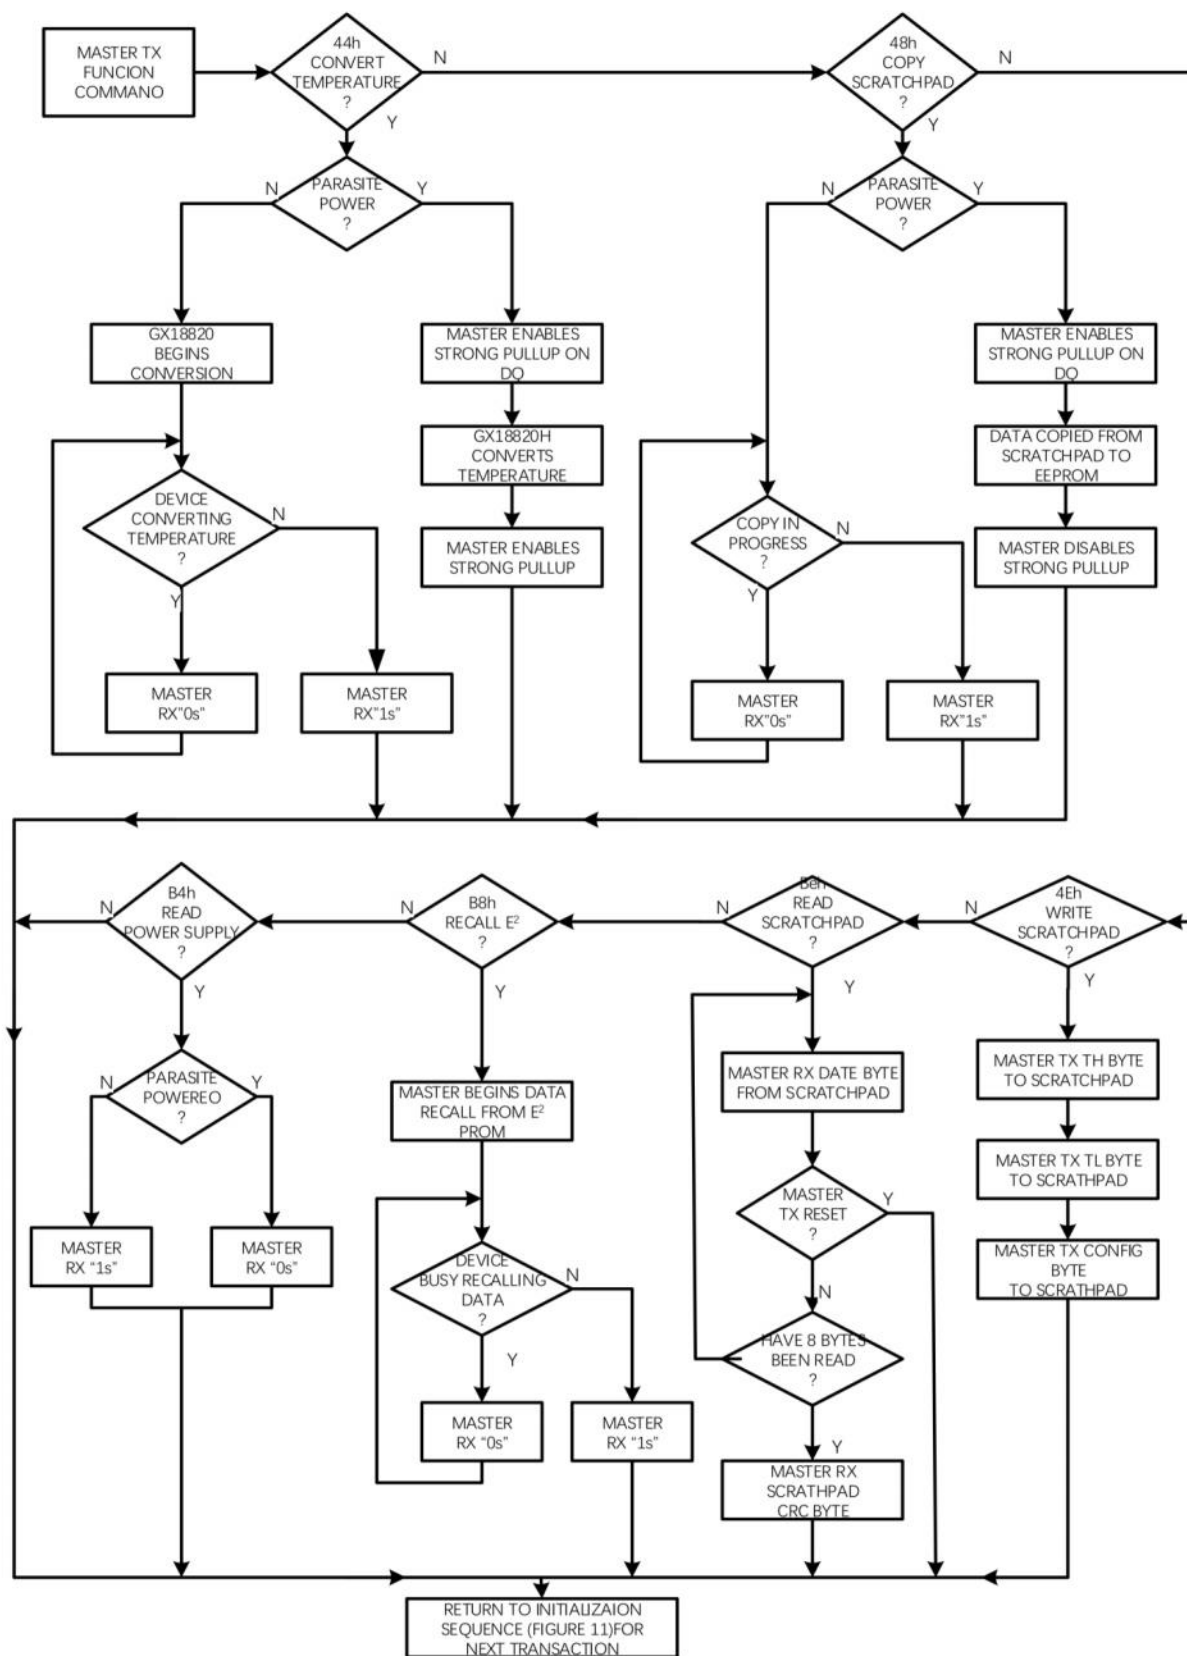 MASTER TX
FUNCION
COMMANO
44h
CONVERT
TEMPERATURE
?
N
Y
48h
COPY
SCRATCHPAD
?
N
Y
N
PARASITE
POWER
?
Y
N
PARASITE
POWER
?
Y
GX18820
BEGINS
CONVERSION
MASTER ENABLES
STRONG PULLUP ON
DQ
MASTER ENABLES
STRONG PULLUP ON
DQ
GX18820H
CONVERTS
TEMPERATURE
DATA COPIED FROM
SCRATCHPAD TO
EEPROM
DEVICE
CONVERTING
TEMPERATURE
?
N
Y
MASTER ENABLES
STRONG PULLUP
COPY IN
PROGRESS
?
N
Y
MASTER DISABLES
STRONG PULLUP
MASTER
RX"0s"
MASTER
RX"1s"
MASTER
RX"0s"
MASTER
RX"1s"
N
B4h
READ
POWER SUPPLY
?
Y
N
B8h
RECALL E²
?
Y
N
Beh
READ
SCRATCHPAD
?
Y
N
4Eh
WRITE
SCRATCHPAD
?
Y
N
PARASITE
POWEREO
?
Y
MASTER BEGINS DATA
RECALL FROM E²
PROM
MASTER RX DATE BYTE
FROM SCRATCHPAD
MASTER TX TH BYTE
TO SCRATCHPAD
MASTER
TX RESET
?
Y
N
MASTER TX TL BYTE
TO SCRATHPAD
MASTER
RX “1s”
MASTER
RX “0s”
DEVICE
BUSY RECALLING
DATA
?
N
Y
MASTER TX CONFIG
BYTE
TO SCRATHPAD
HAVE 8 BYTES
BEEN READ
?
Y
MASTER
RX “0s”
MASTER
RX “1s”
MASTER RX
SCRATHPAD
CRC BYTE
RETURN TO INITIALIZAION
SEQUENCE (FIGURE 11)FOR
NEXT TRANSACTION